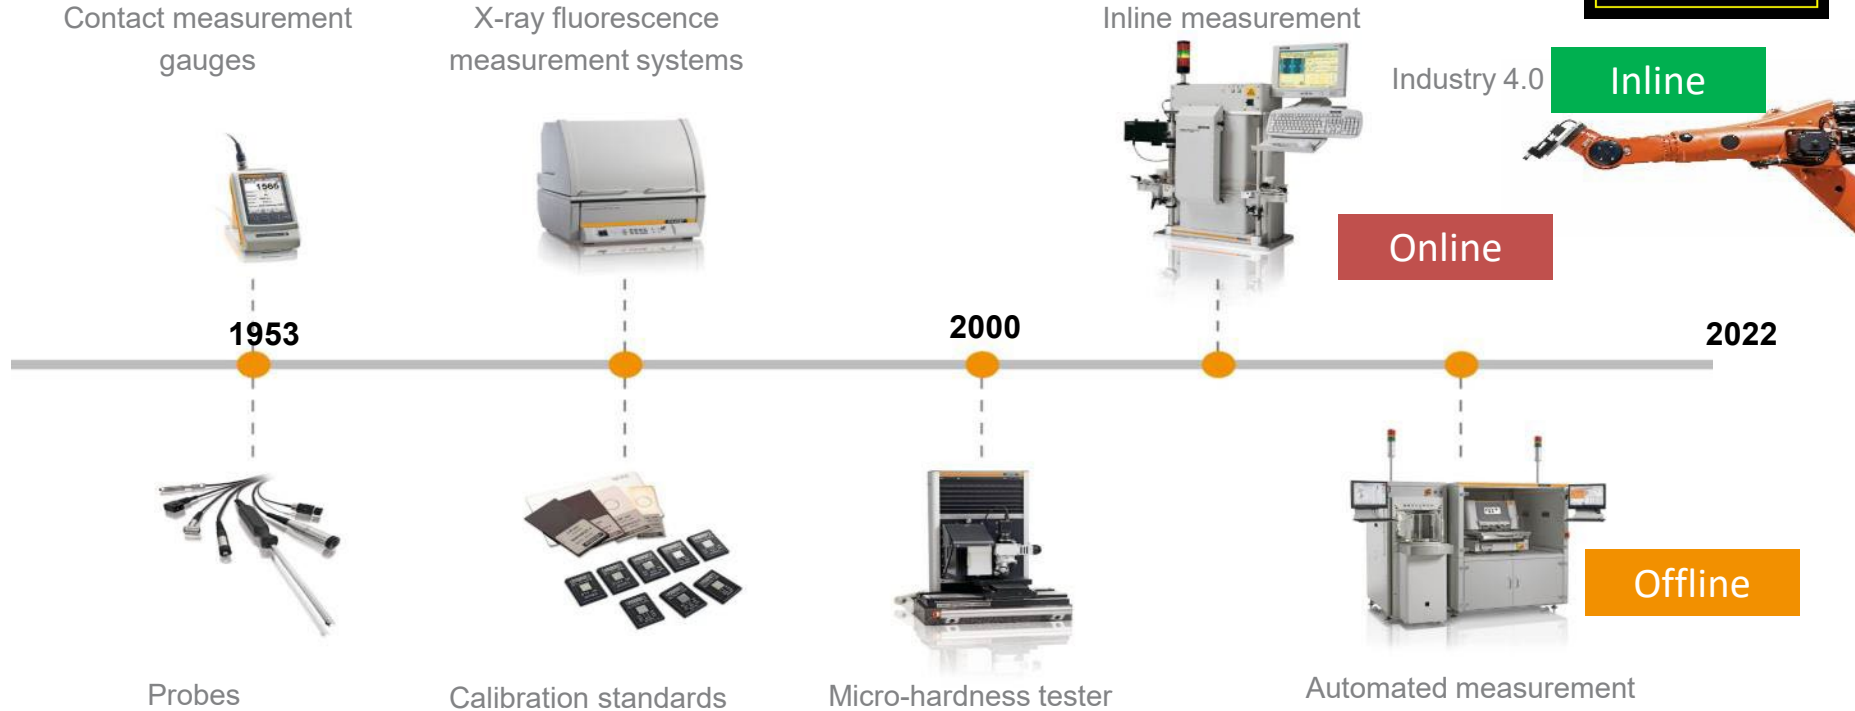 Contact measurement
gauges
X-ray fluorescence
measurement systems
Inline measurement
Industry 4.0
Inline
Online
1953
2000
2022
Offline
Probes
Calibration standards
Micro-hardness tester
Automated measurement